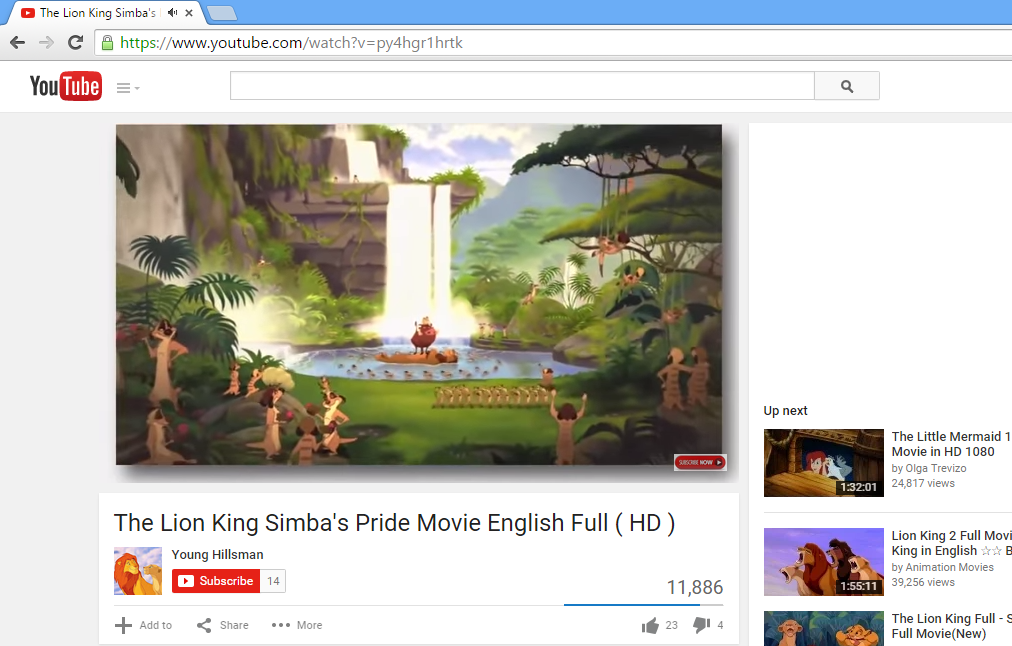 The Lion King Simba's
https://www.youtube.com/watch?v=py4hgr1hrtk
YouTube
SUBSCRIBE NOW
The Lion King Simba's Pride Movie English Full ( HD )
Young Hillsman
Subscribe 14
11,886
Add to Share More 23 4
Up next
The Little Mermaid 1
Movie in HD 1080
by Olga Trevizo
24,817 views
1:32:01
Lion King 2 Full Movi
King in English ☆☆ B
by Animation Movies
39,256 views
1:55:11
The Lion King Full - S
Full Movie(New)